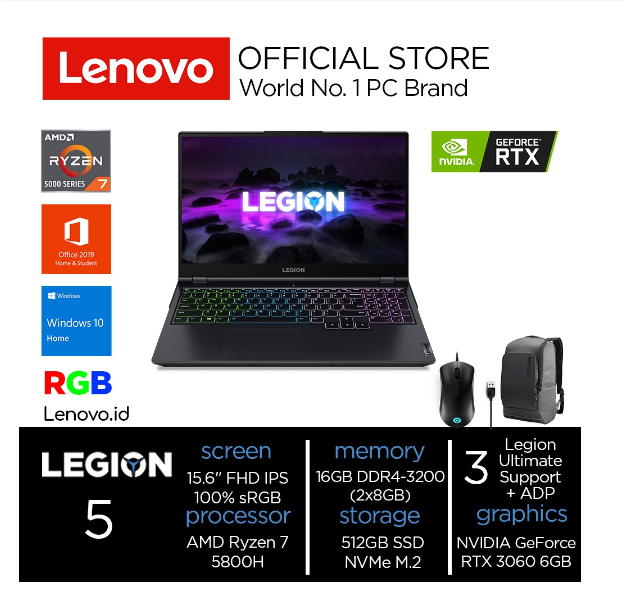 Lenovo
OFFICIAL STORE
World No. 1 PC Brand
AMD
RYZEN
5000 SERIES 7
NVIDIA
GEFORCE
RTX
LEGION
LEGION
Office 2019
Home & Student
Windows
Windows 10
Home
RGB
Lenovo.id
LEGION
5
screen
15.6" FHD IPS
100% sRGB
processor
AMD Ryzen 7
5800H
memory
16GB DDR4-3200
(2x8GB)
storage
512GB SSD
NVMe M.2
3
Legion
Ultimate
Support
+ ADP
graphics
NVIDIA GeForce
RTX 3060 6GB